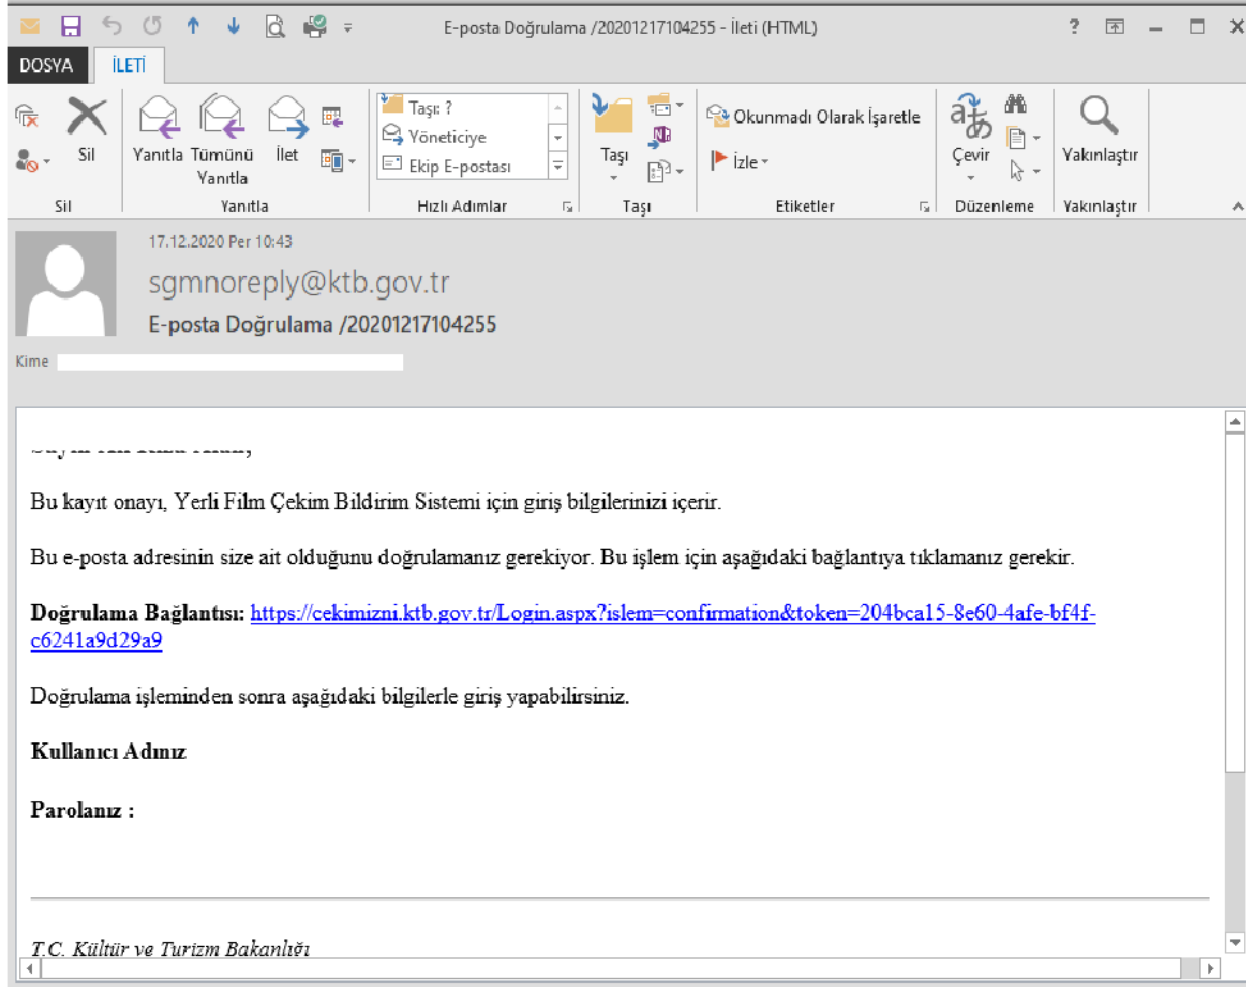 E-posta Doğrulama /20201217104255 - İleti (HTML)
?
DOSYA
İLETİ
Sil
Yanıtla
Tümünü
Yanıtla
İlet
Taşı: ?
Yöneticiye
Ekip E-postası
Taşı
Okunmadı Olarak İşaretle
İzle
Çevir
Yakınlaştır
Sil
Yanıtla
Hızlı Adımlar
Taşı
Etiketler
Düzenleme
Yakınlaştır
17.12.2020 Per 10:43
sgmnoreply@ktb.gov.tr
E-posta Doğrulama /20201217104255
Kime
Bu kayıt onayı, Yerli Film Çekim Bildirim Sistemi için giriş bilgilerinizi içerir.
Bu e-posta adresinin size ait olduğunu doğrulamanız gerekiyor. Bu işlem için aşağıdaki bağlantıya tıklamanız gerekir.
Doğrulama Bağlantısı: https://cekimizni.ktb.gov.tr/Login.aspx?islem=confirmation&token=204bca15-8e60-4afe-bf4f-
c6241a9d29a9
Doğrulama işleminden sonra aşağıdaki bilgilerle giriş yapabilirsiniz.
Kullanıcı Adınız
Parolanız :
T.C. Kültür ve Turizm Bakanlığı